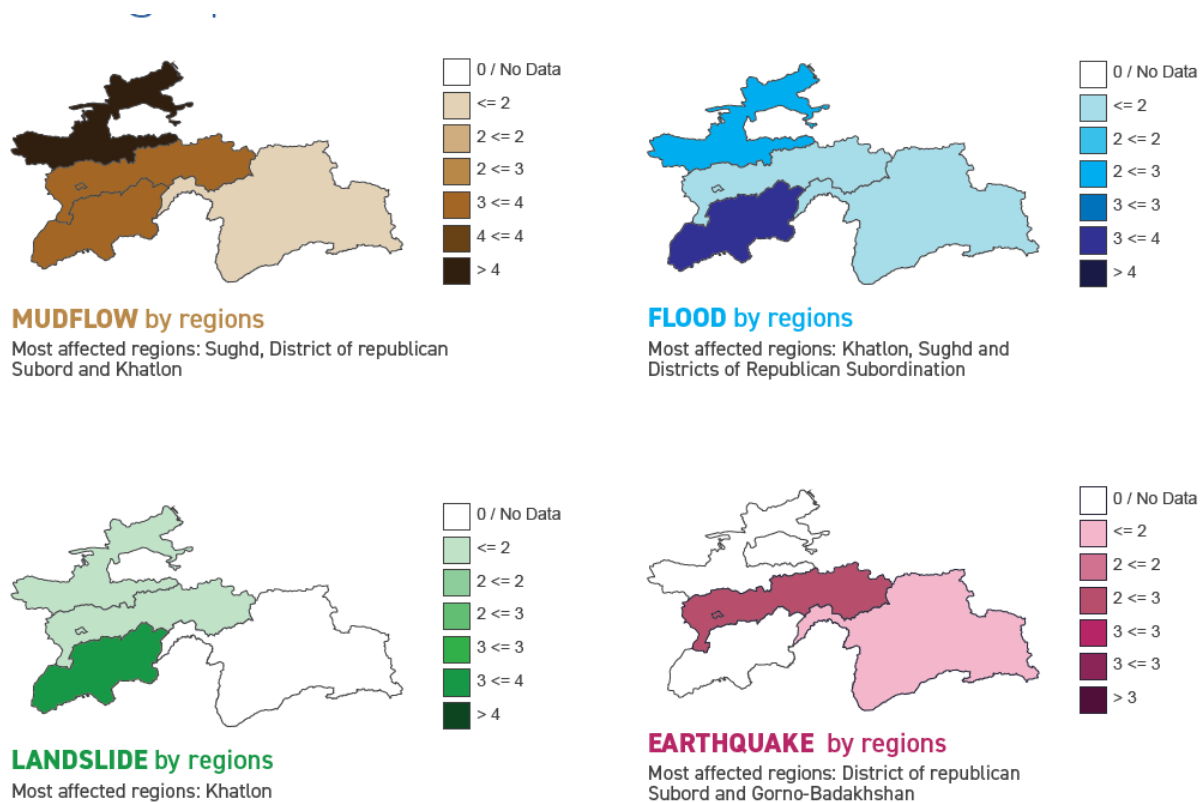 0 / No Data
<= 2
2 <= 2
2 <= 3
3 <= 4
4 <= 4
> 4
MUDFLOW by regions
Most affected regions: Sughd, District of republican
Subord and Khatlon
0 / No Data
<= 2
2 <= 2
2 <= 3
3 <= 3
3 <= 4
> 4
FLOOD by regions
Most affected regions: Khatlon, Sughd and
Districts of Republican Subordination
0 / No Data
<= 2
2 <= 2
2 <= 3
3 <= 3
3 <= 4
> 4
LANDSLIDE by regions
Most affected regions: Khatlon
0 / No Data
<= 2
2 <= 2
2 <= 3
3 <= 3
3 <= 3
> 3
EARTHQUAKE by regions
Most affected regions: District of republican
Subord and Gorno-Badakhshan